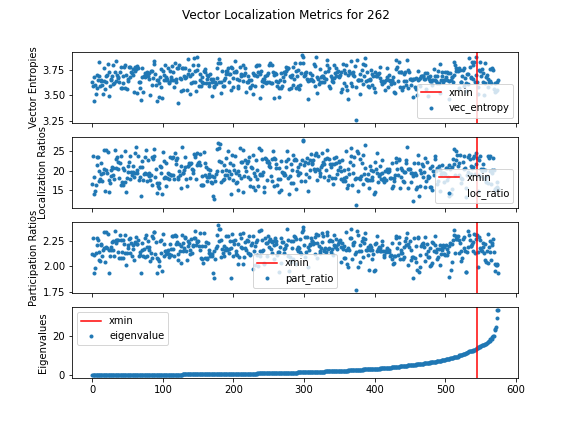 Vector Localization Metrics for 262
Vector Entropies
3.75
3.50
3.25
xmin
vec_entropy
Localization Ratios
25
20
15
xmin
loc_ratio
Participation Ratios
2.25
2.00
1.75
xmin
part_ratio
Eigenvalues
20
0
xmin
eigenvalue
0 100 200 300 400 500 600